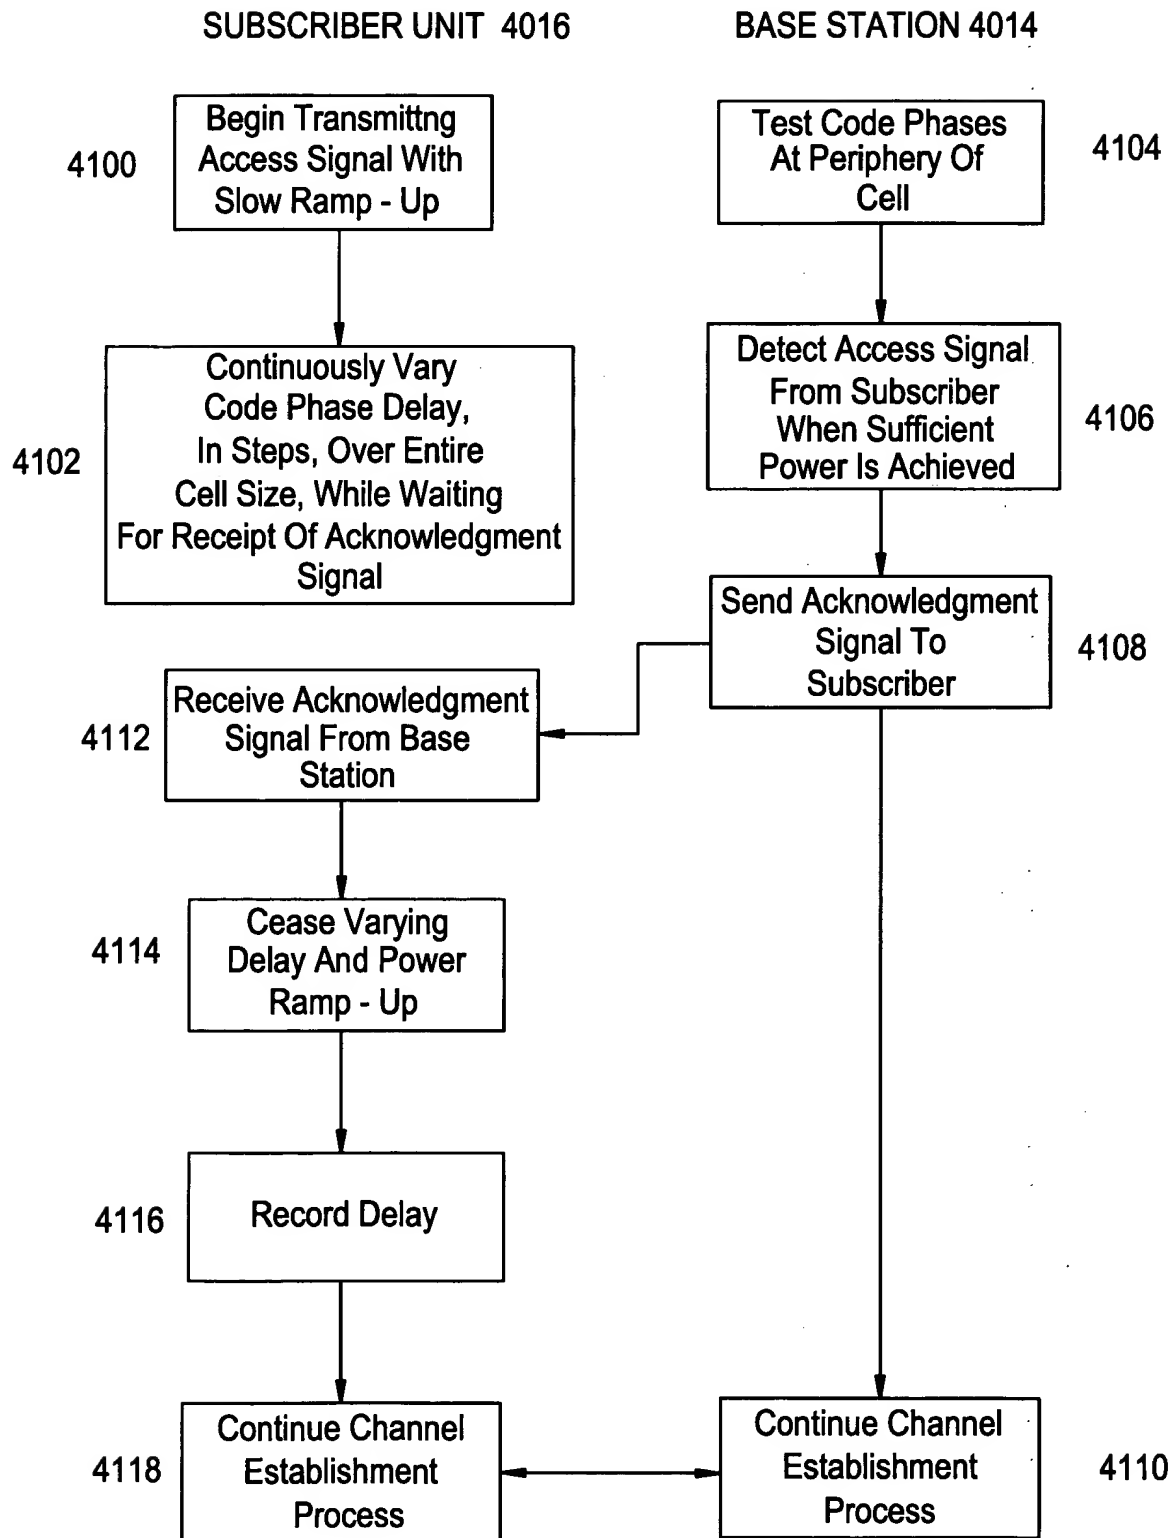 SUBSCRIBER UNIT 4016
BASE STATION 4014
4100
Begin Transmittng
Access Signal With
Slow Ramp - Up
Test Code Phases
At Periphery Of
Cell
4104
4102
Continuously Vary
Code Phase Delay,
In Steps, Over Entire
Cell Size, While Waiting
For Receipt Of Acknowledgment
Signal
Detect Access Signal
From Subscriber
When Sufficient
Power Is Achieved
4106
Send Acknowledgment
Signal To
Subscriber
4108
4112
Receive Acknowledgment
Signal From Base
Station
4114
Cease Varying
Delay And Power
Ramp - Up
4116
Record Delay
4118
Continue Channel
Establishment
Process
Continue Channel
Establishment
Process
4110